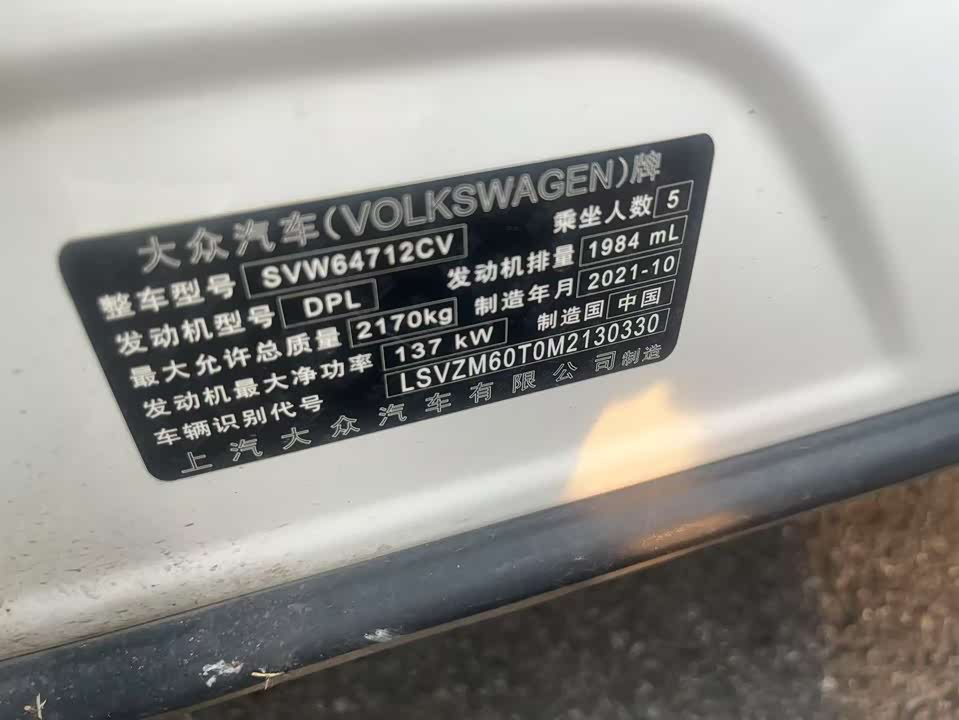 大众汽车(VOLKSWAGEN)牌
整车型号 SVW64712CV 乘坐人数 5
发动机型号 DPL 发动机排量 1984 mL
最大允许总质量 2170kg 制造年月 2021-10
发动机最大净功率 137 kW 制造国 中国
车辆识别代号 LSVZM60T0M2130330
上汽大众汽车有限公司制造